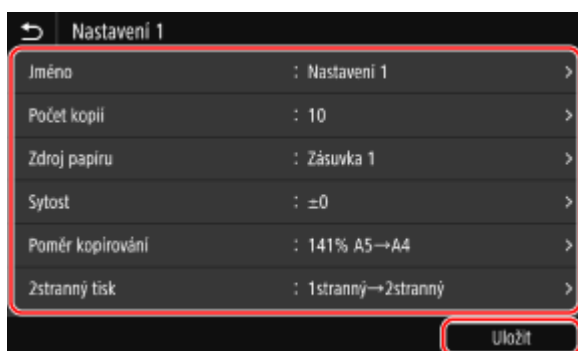 Nastavení 1
Jméno : Nastavení 1 >
Počet kopií : 10 >
Zdroj papíru : Zásuvka 1 >
Sytost : ±0 >
Poměr kopírování : 141% A5→A4 >
2stranný tisk : 1stranný→2stranný >
Uložit